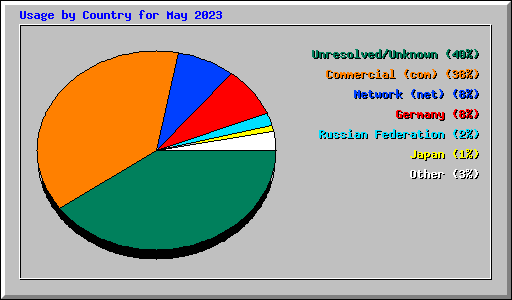 Usage by Country for May 2023
Unresolved/Unknown (40%)
Commercial (com) (38%)
Network (net) (8%)
Germany (8%)
Russian Federation (2%)
Japan (1%)
Other (3%)